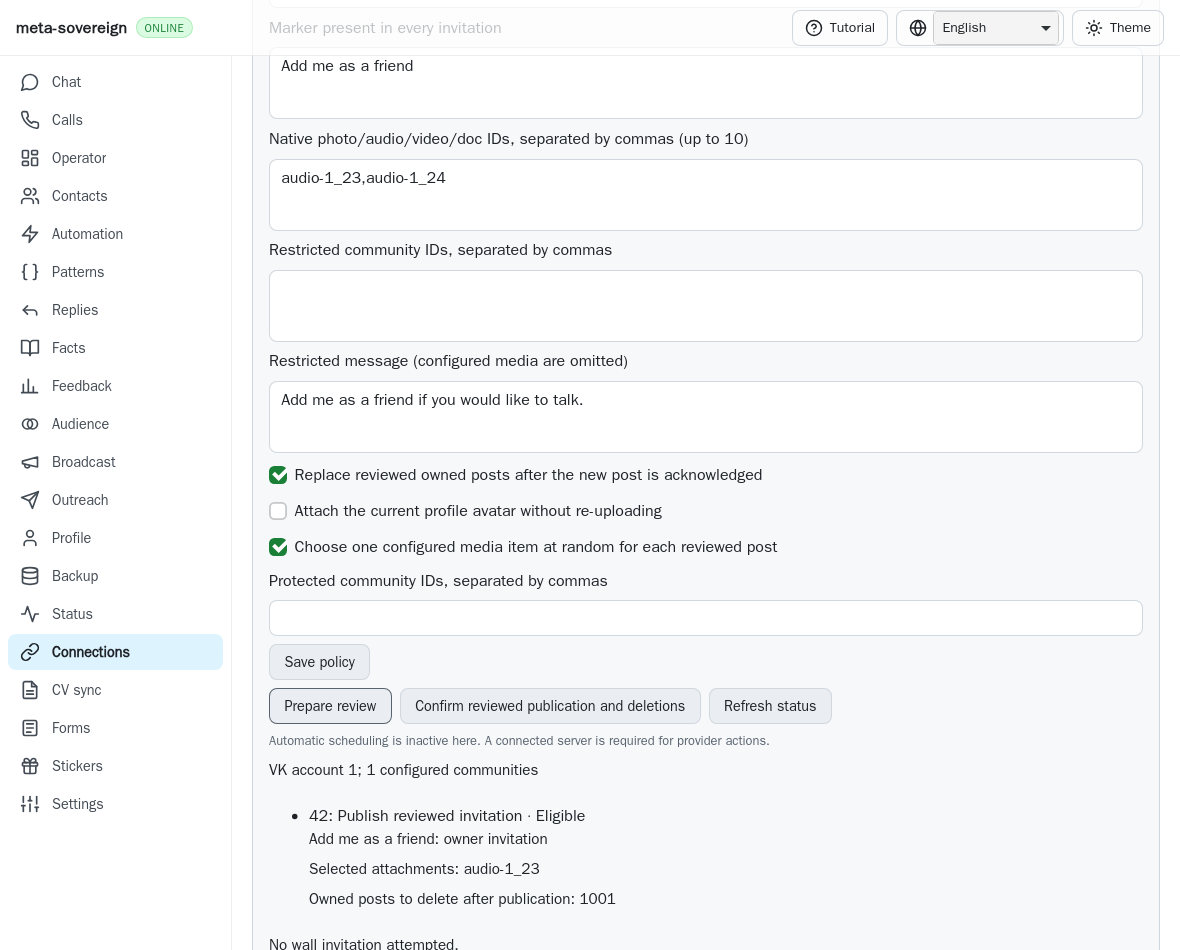 meta-sovereign
ONLINE
Marker present in every invitation
Tutorial
English
Theme
Chat
Calls
Operator
Contacts
Automation
Patterns
Replies
Facts
Feedback
Audience
Broadcast
Outreach
Profile
Backup
Status
Connections
CV sync
Forms
Stickers
Settings
Add me as a friend
Native photo/audio/video/doc IDs, separated by commas (up to 10)
audio-1_23,audio-1_24
Restricted community IDs, separated by commas
Restricted message (configured media are omitted)
Add me as a friend if you would like to talk.
Replace reviewed owned posts after the new post is acknowledged
Attach the current profile avatar without re-uploading
Choose one configured media item at random for each reviewed post
Protected community IDs, separated by commas
Save policy
Prepare review
Confirm reviewed publication and deletions
Refresh status
Automatic scheduling is inactive here. A connected server is required for provider actions.
VK account 1; 1 configured communities
42: Publish reviewed invitation · Eligible
Add me as a friend: owner invitation
Selected attachments: audio-1_23
Owned posts to delete after publication: 1001
No wall invitation attempted.